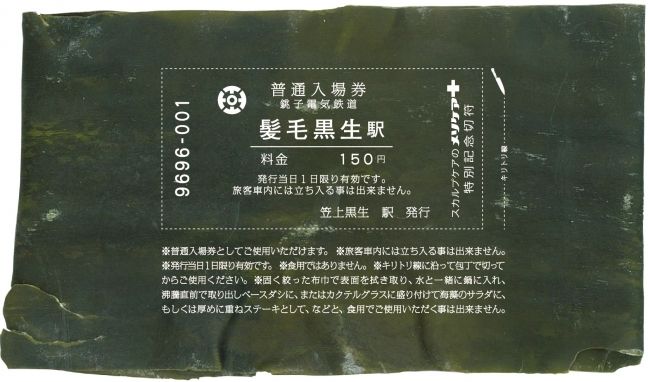 9696-001
普通入場券
銚子電気鉄道
髪毛黒生駅
料金 150円
発行当日1日限り有効です。
旅客車内には立ち入る事は出来ません。
笠上黒生 駅 発行
スカルプケアのメソケア+
特別記念切符
キリトリ線
※普通入場券としてご使用いただけます。※旅客車内には立ち入る事は出来ません。
※発行当日1日限り有効です。※食用ではありません。※キリトリ線に沿って包丁で切って
からご使用ください。※固く絞った布巾で表面を拭き取り、水と一緒に鍋に入れ、
沸騰直前で取り出しベースダシに、またはカクテルグラスに盛り付けて海藻のサラダに、
もしくは厚めに重ねステーキとして、などと、食用でご使用いただく事は出来ません。